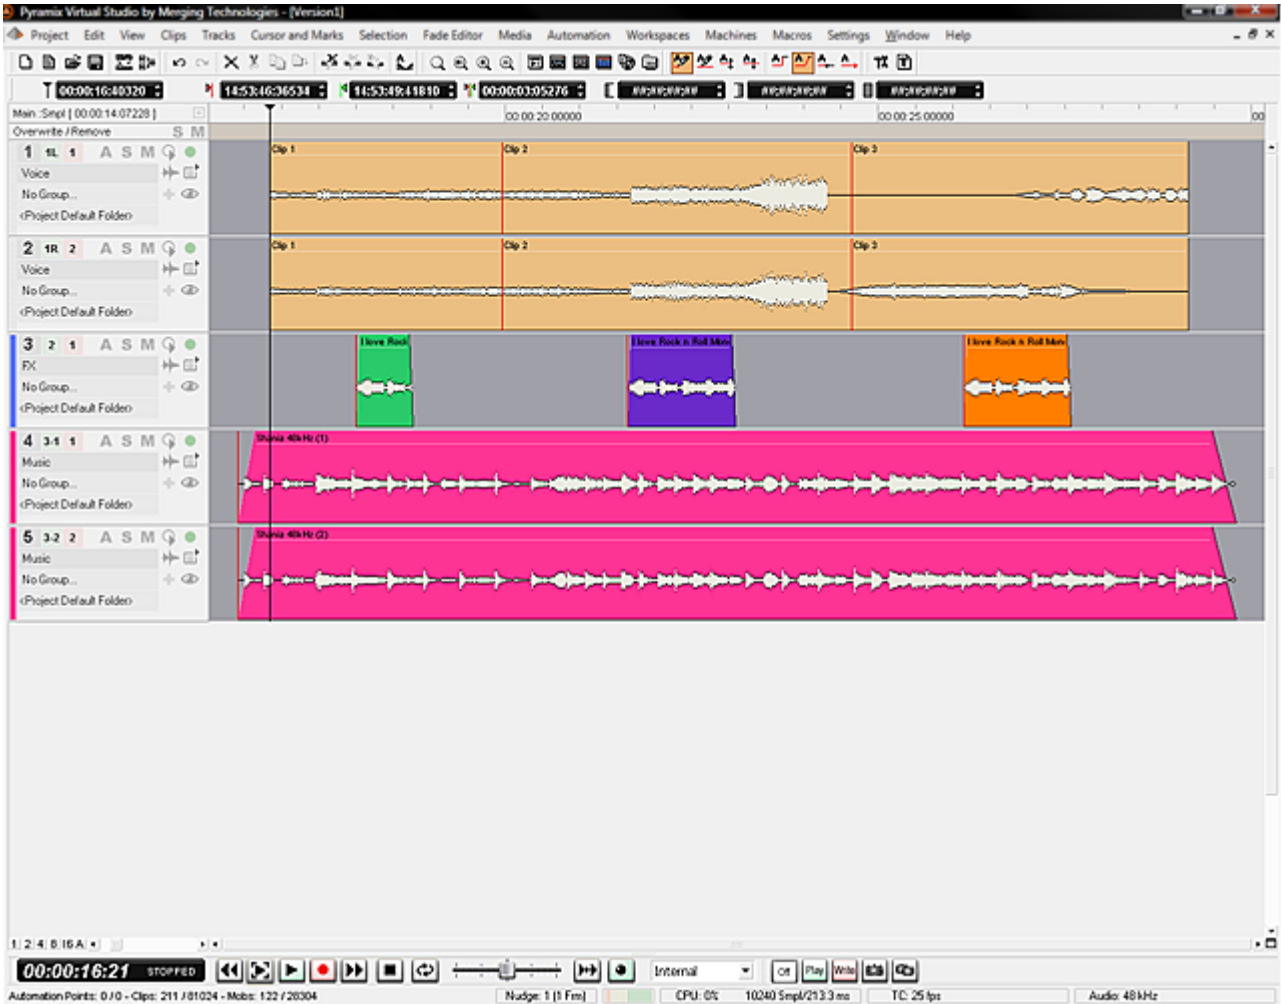 Pyramix Virtual Studio by Merging Technologies - [Version1]
Project Edit View Clips Tracks Cursor and Marks Selection Fade Editor Media Automation Workspaces Machines Macros Settings Window Help
00:00:16:40320 14:53:46:36534 14:53:49:41810 00:00:03:05276 ##:##:##:## ##:##:##:## ##:##:##:##
Main :Smpl [ 00:00:14.07228 ] 00:00:20:00000 00:00:25:00000 00
Overwrite / Remove S M
1 1L 1 A S M Clip 1 Clip 2 Clip 3
Voice
No Group...
<Project Default Folder>
2 1R 2 A S M Clip 1 Clip 2 Clip 3
Voice
No Group...
<Project Default Folder>
3 2 1 A S M I love Rock I love Rock n Roll Mon I love Rock n Roll Mon
FX
No Group...
<Project Default Folder>
4 3-1 1 A S M Shania 48kHz (1)
Music
No Group...
<Project Default Folder>
5 3-2 2 A S M Shania 48kHz (2)
Music
No Group...
<Project Default Folder>
1 2 4 8 16 A
00:00:16:21 STOPPED Internal Off Play Write
Automation Points: 0 / 0 - Clips: 211 / 81024 - Mobs: 122 / 28304 Nudge: 1 [1 Frm] CPU: 0% 10240 Smpl/213.3 ms TC: 25 fps Audio: 48 kHz